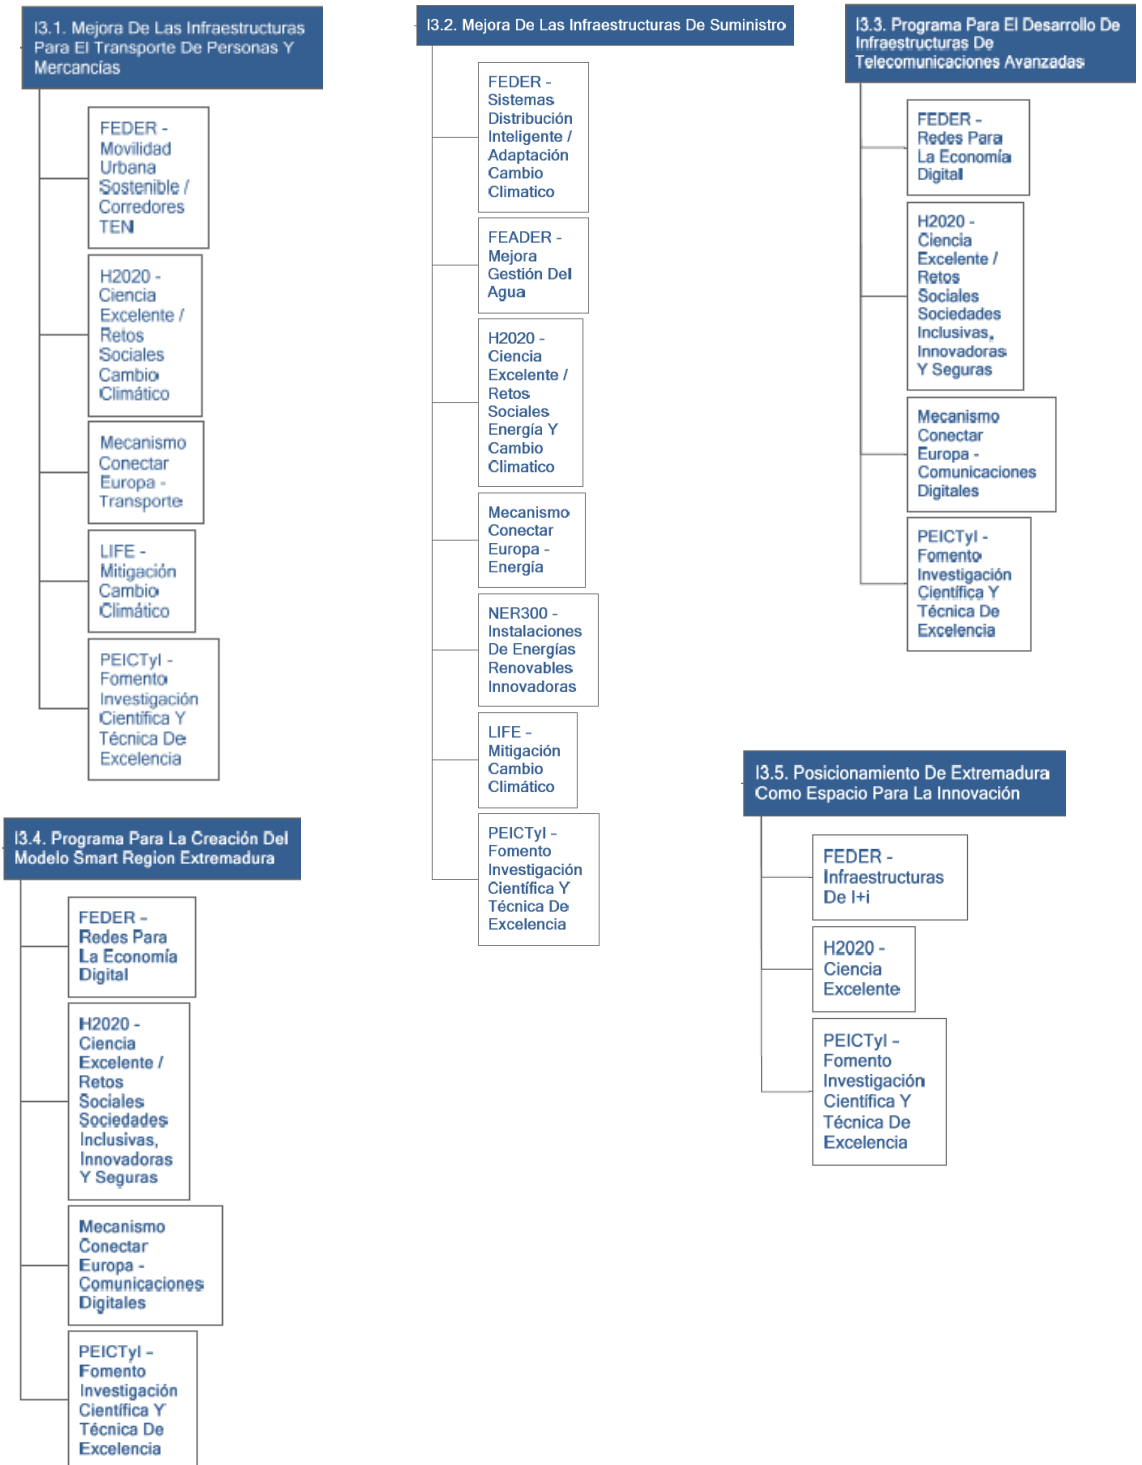 I3.1. Mejora De Las Infraestructuras
Para El Transporte De Personas Y
Mercancías
FEDER -
Movilidad
Urbana
Sostenible /
Corredores
TEN
H2020 -
Ciencia
Excelente /
Retos
Sociales
Cambio
Climático
Mecanismo
Conectar
Europa -
Transporte
LIFE -
Mitigación
Cambio
Climático
PEICTyI -
Fomento
Investigación
Científica Y
Técnica De
Excelencia
I3.2. Mejora De Las Infraestructuras De Suministro
FEDER -
Sistemas
Distribución
Inteligente /
Adaptación
Cambio
Climatico
FEADER -
Mejora
Gestión Del
Agua
H2020 -
Ciencia
Excelente /
Retos
Sociales
Energía Y
Cambio
Climatico
Mecanismo
Conectar
Europa -
Energía
NER300 -
Instalaciones
De Energías
Renovables
Innovadoras
LIFE -
Mitigación
Cambio
Climático
PEICTyI -
Fomento
Investigación
Científica Y
Técnica De
Excelencia
I3.3. Programa Para El Desarrollo De
Infraestructuras De
Telecomunicaciones Avanzadas
FEDER -
Redes Para
La Economía
Digital
H2020 -
Ciencia
Excelente /
Retos
Sociales
Sociedades
Inclusivas,
Innovadoras
Y Seguras
Mecanismo
Conectar
Europa -
Comunicaciones
Digitales
PEICTyI -
Fomento
Investigación
Científica Y
Técnica De
Excelencia
I3.4. Programa Para La Creación Del
Modelo Smart Region Extremadura
FEDER -
Redes Para
La Economía
Digital
H2020 -
Ciencia
Excelente /
Retos
Sociales
Sociedades
Inclusivas,
Innovadoras
Y Seguras
Mecanismo
Conectar
Europa -
Comunicaciones
Digitales
PEICTyI -
Fomento
Investigación
Científica Y
Técnica De
Excelencia
I3.5. Posicionamiento De Extremadura
Como Espacio Para La Innovación
FEDER -
Infraestructuras
De I+i
H2020 -
Ciencia
Excelente
PEICTyI -
Fomento
Investigación
Científica Y
Técnica De
Excelencia